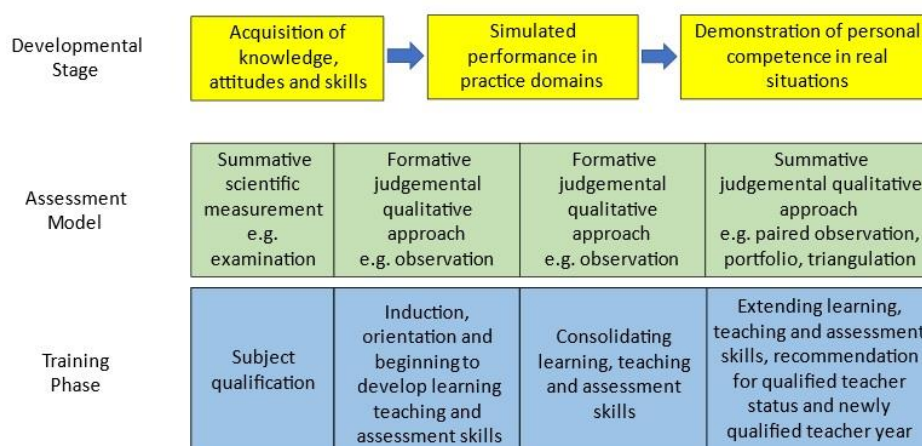 Developmental
Stage
Acquisition of
knowledge,
attitudes and skills
Simulated
performance in
practice domains
Demonstration of personal
competence in real
situations
Assessment
Model
Summative
scientific
measurement
e.g.
examination
Formative
judgemental
qualitative
approach
e.g. observation
Formative
judgemental
qualitative
approach
e.g. observation
Summative
judgemental qualitative
approach
e.g. paired observation,
portfolio, triangulation
Training
Phase
Subject
qualification
Induction,
orientation and
beginning to
develop learning
teaching and
assessment skills
Consolidating
learning, teaching
and assessment
skills
Extending learning,
teaching and assessment
skills, recommendation
for qualified teacher
status and newly
qualified teacher year